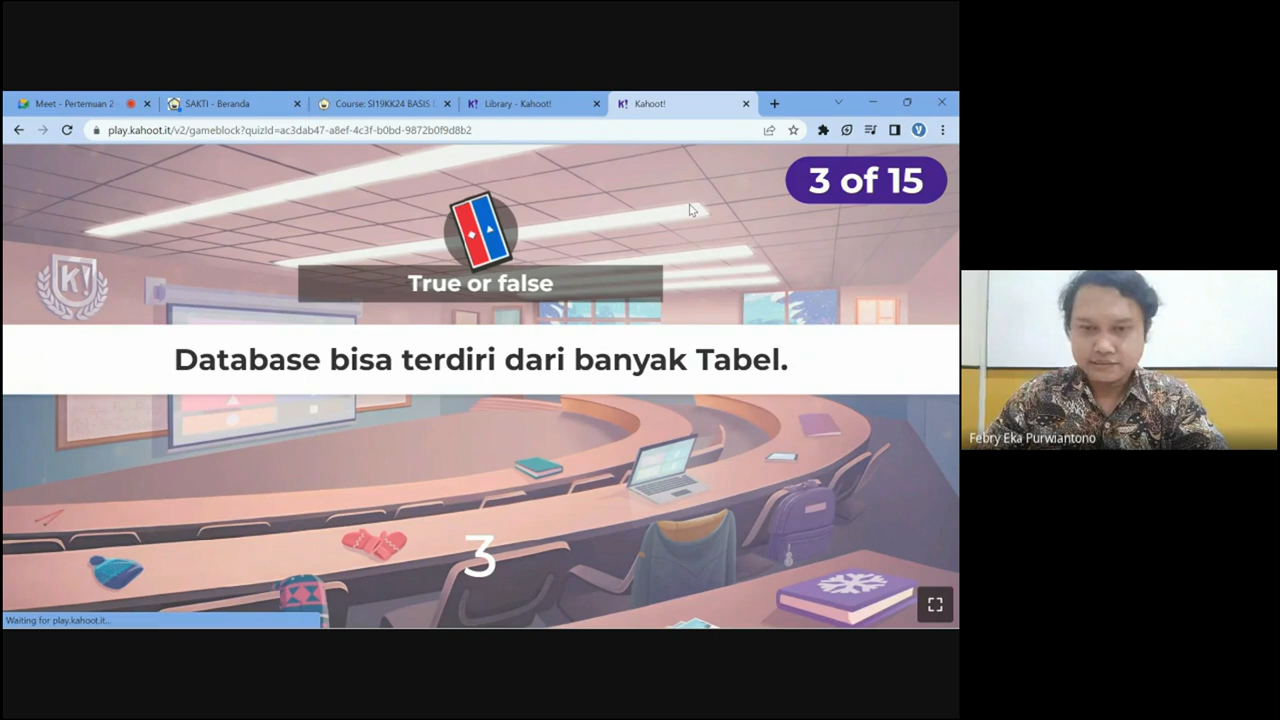 Meet - Pertemuan 2
SAKTI - Beranda
Course: SI19KK24 BASIS
Library - Kahoot!
Kahoot!
play.kahoot.it/v2/gameblock?quizId=ac3dab47-a8ef-4c3f-b0bd-9872b0f9d8b2
V
3 of 15
K!
True or false
Database bisa terdiri dari banyak Tabel.
3
Febry Eka Purwiantono
Waiting for play.kahoot.it...